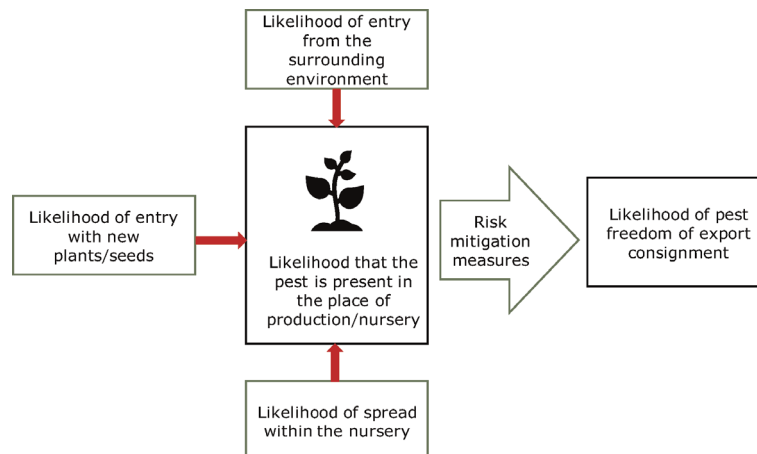 Likelihood of entry
from the
surrounding
environment
Likelihood of entry
with new
plants/seeds
Likelihood that the
pest is present in
the place of
production/nursery
Risk
mitigation
measures
Likelihood of pest
freedom of export
consignment
Likelihood of spread
within the nursery